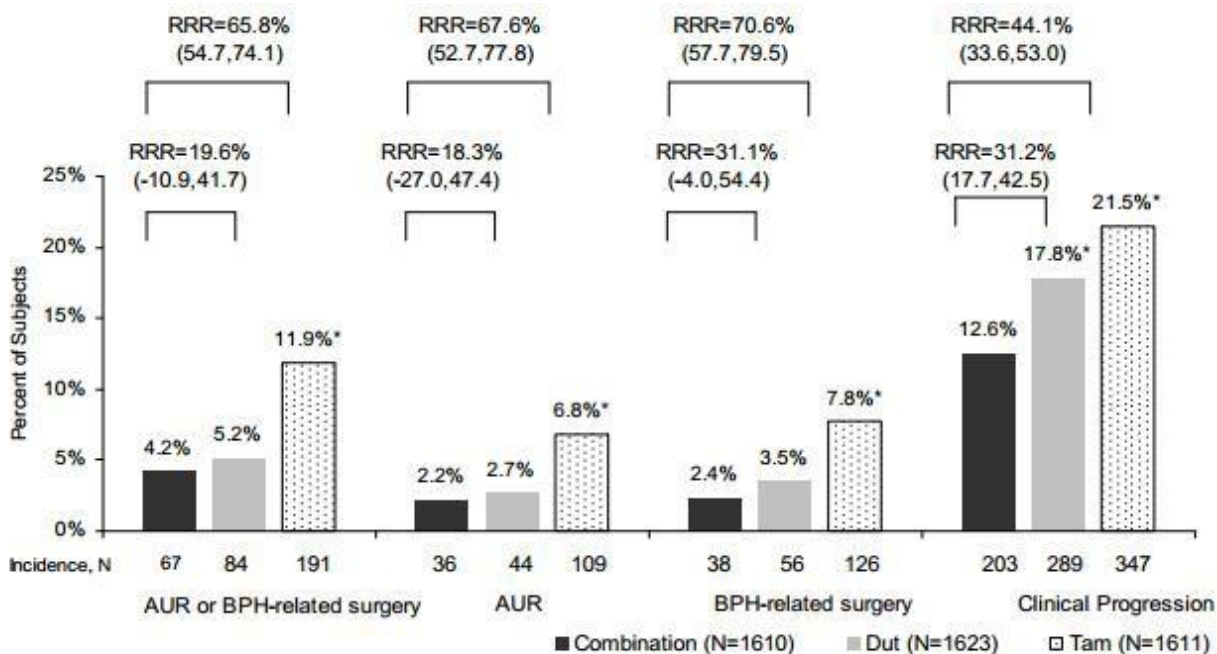 RRR=65.8%
(54.7,74.1)
RRR=67.6%
(52.7,77.8)
RRR=70.6%
(57.7,79.5)
RRR=44.1%
(33.6,53.0)
RRR=19.6%
(-10.9,41.7)
RRR=18.3%
(-27.0,47.4)
RRR=31.1%
(-4.0,54.4)
RRR=31.2%
(17.7,42.5)
Percent of Subjects
25%
20%
15%
10%
5%
0%
4.2%
5.2%
11.9%*
2.2%
2.7%
6.8%*
2.4%
3.5%
7.8%*
12.6%
17.8%*
21.5%*
Incidence, N 67 84 191 36 44 109 38 56 126 203 289 347
AUR or BPH-related surgery AUR BPH-related surgery Clinical Progression
Combination (N=1610) Dut (N=1623) Tam (N=1611)